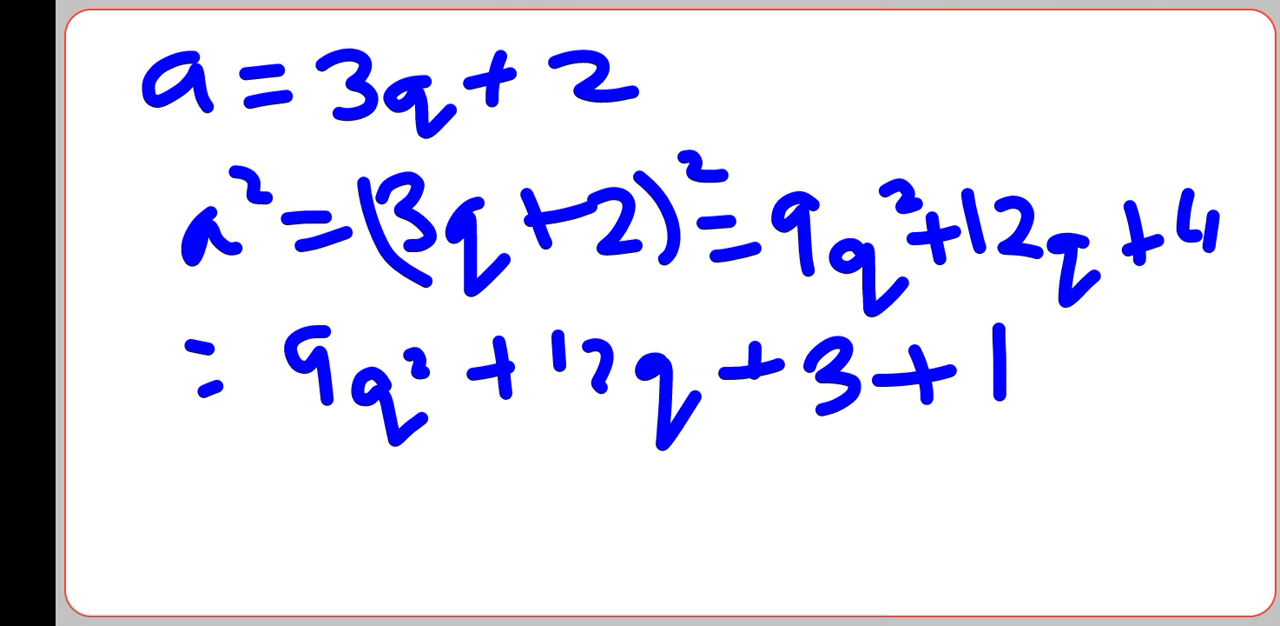 a = 3q + 2
a² = (3q + 2)² = 9q² + 12q + 4
= 9q² + 12q + 3 + 1